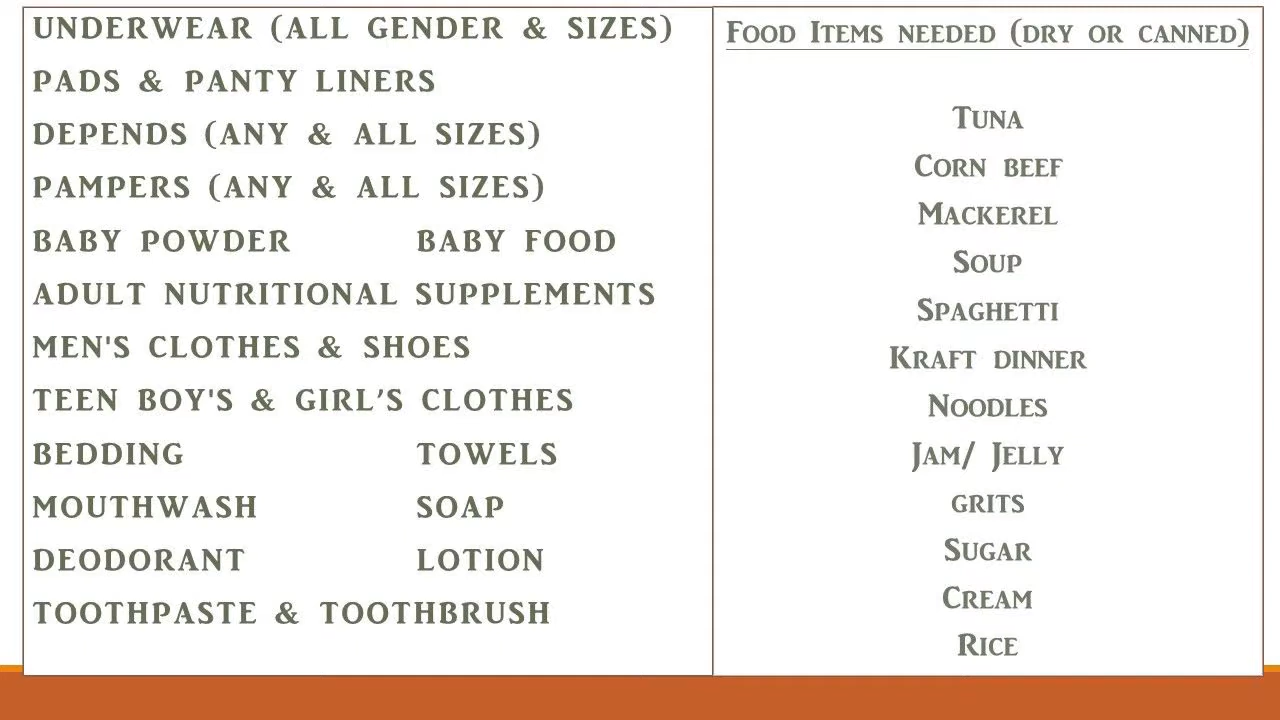 UNDERWEAR (ALL GENDER & SIZES)
PADS & PANTY LINERS
DEPENDS (ANY & ALL SIZES)
PAMPERS (ANY & ALL SIZES)
BABY POWDER BABY FOOD
ADULT NUTRITIONAL SUPPLEMENTS
MEN'S CLOTHES & SHOES
TEEN BOY'S & GIRL’S CLOTHES
BEDDING TOWELS
MOUTHWASH SOAP
DEODORANT LOTION
TOOTHPASTE & TOOTHBRUSH
Food Items needed (dry or canned)
Tuna
Corn beef
Mackerel
Soup
Spaghetti
Kraft dinner
Noodles
Jam/ Jelly
grits
Sugar
Cream
Rice